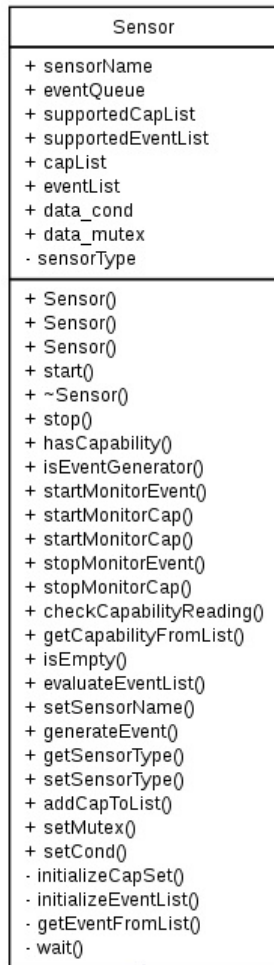 Sensor
+ sensorName
+ eventQueue
+ supportedCapList
+ supportedEventList
+ capList
+ eventList
+ data_cond
+ data_mutex
- sensorType
+ Sensor()
+ Sensor()
+ Sensor()
+ start()
+ ~Sensor()
+ stop()
+ hasCapability()
+ isEventGenerator()
+ startMonitorEvent()
+ startMonitorCap()
+ startMonitorCap()
+ stopMonitorEvent()
+ stopMonitorCap()
+ checkCapabilityReading()
+ getCapabilityFromList()
+ isEmpty()
+ evaluateEventList()
+ setSensorName()
+ generateEvent()
+ getSensorType()
+ setSensorType()
+ addCapToList()
+ setMutex()
+ setCond()
- initializeCapSet()
- initializeEventList()
- getEventFromList()
- wait()